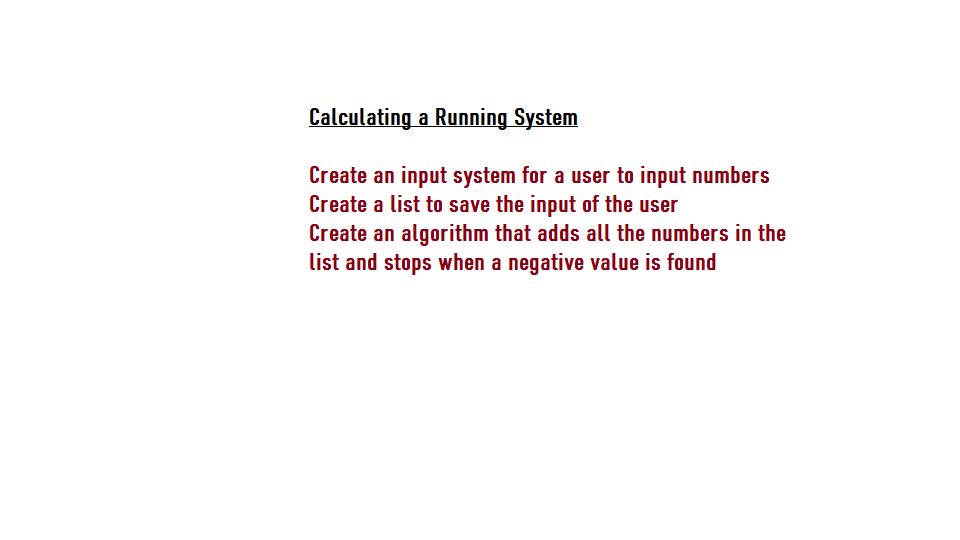 Calculating a Running System
Create an input system for a user to input numbers
Create a list to save the input of the user
Create an algorithm that adds all the numbers in the
list and stops when a negative value is found